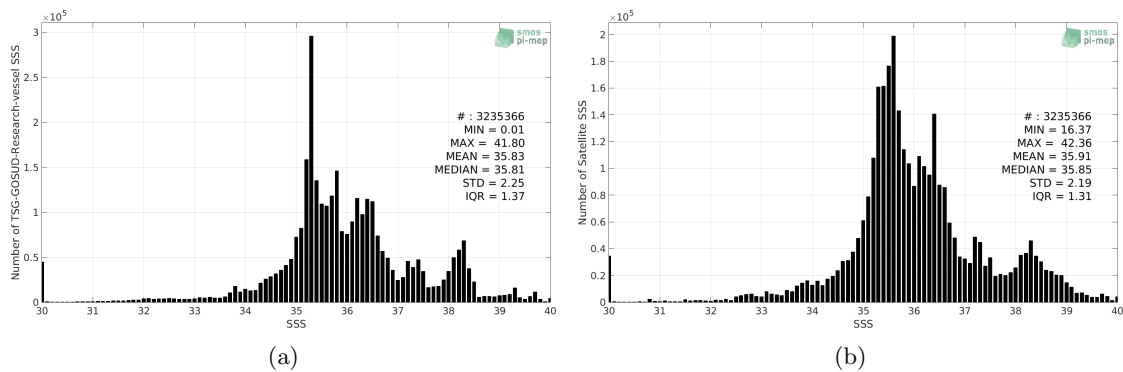 ×10⁵
3
2.5
2
1.5
1
0.5
0
30 31 32 33 34 35 36 37 38 39 40
SSS
Number of TSG-GOSUD-Research-vessel SSS
smos
pi-mep
# : 3235366
MIN = 0.01
MAX = 41.80
MEAN = 35.83
MEDIAN = 35.81
STD = 2.25
IQR = 1.37
(a)
×10⁵
2
1.8
1.6
1.4
1.2
1
0.8
0.6
0.4
0.2
0
30 31 32 33 34 35 36 37 38 39 40
SSS
Number of Satellite SSS
smos
pi-mep
# : 3235366
MIN = 16.37
MAX = 42.36
MEAN = 35.91
MEDIAN = 35.85
STD = 2.19
IQR = 1.31
(b)